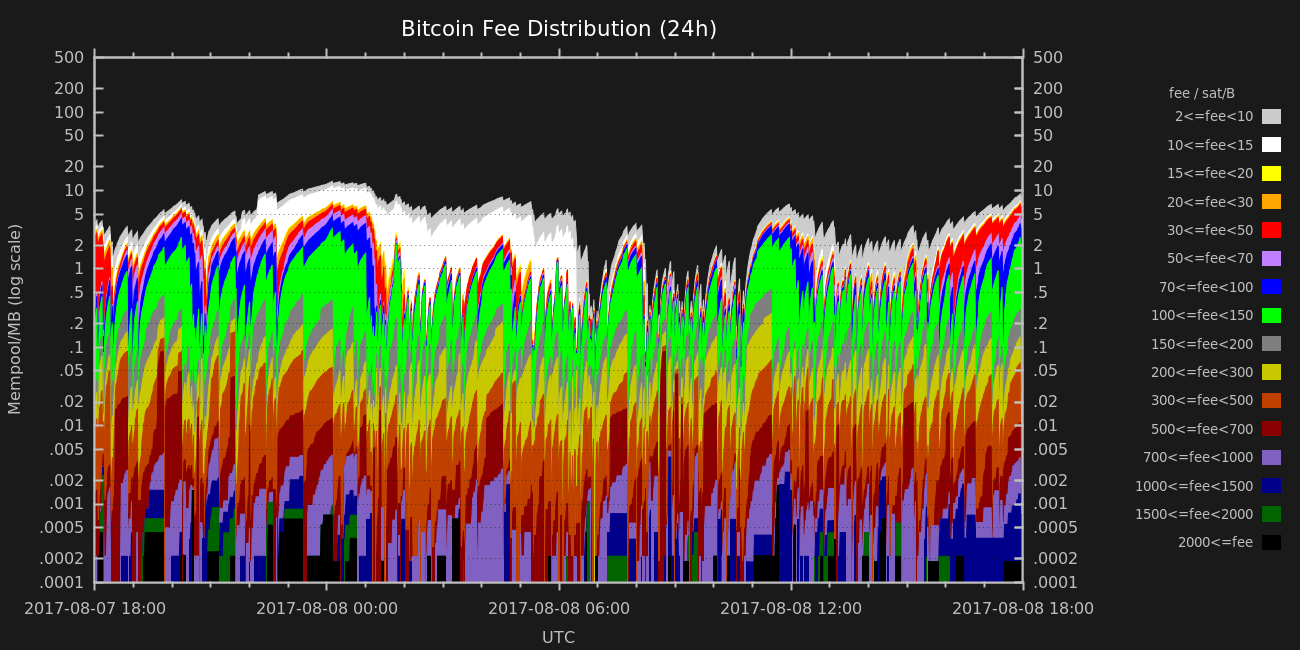 Bitcoin Fee Distribution (24h)
500 500
200 200
100 100
50 50
20 20
10 10
5 5
2 2
1 1
.5 .5
.2 .2
.1 .1
.05 .05
.02 .02
.01 .01
.005 .005
.002 .002
.001 .001
.0005 .0005
.0002 .0002
.0001 .0001
Mempool/MB (log scale)
2017-08-07 18:00 2017-08-08 00:00 2017-08-08 06:00 2017-08-08 12:00 2017-08-08 18:00
UTC
fee / sat/B
2<=fee<10
10<=fee<15
15<=fee<20
20<=fee<30
30<=fee<50
50<=fee<70
70<=fee<100
100<=fee<150
150<=fee<200
200<=fee<300
300<=fee<500
500<=fee<700
700<=fee<1000
1000<=fee<1500
1500<=fee<2000
2000<=fee